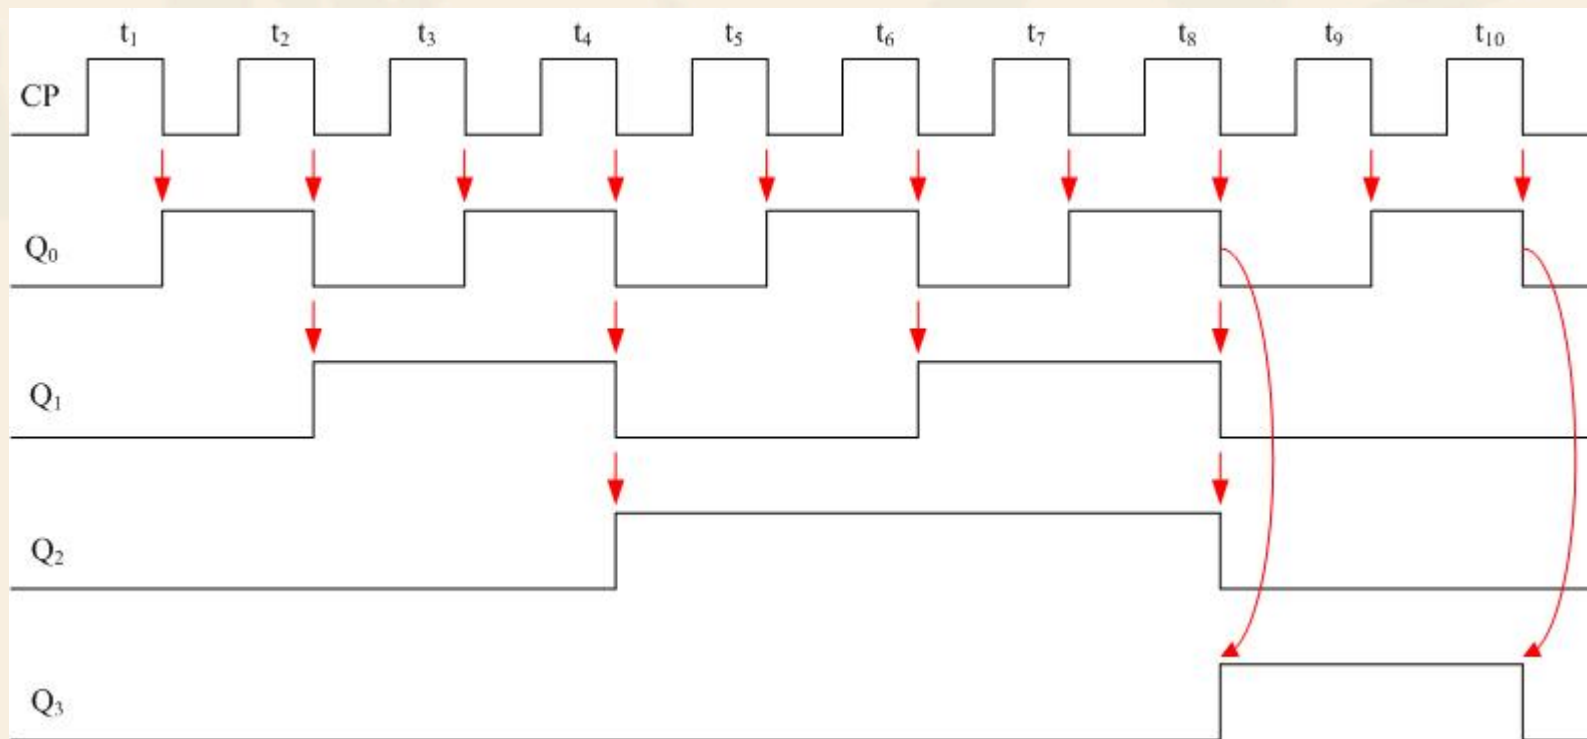 t₁ t₂ t₃ t₄ t₅ t₆ t₇ t₈ t₉ t₁₀
CP
Q₀
Q₁
Q₂
Q₃